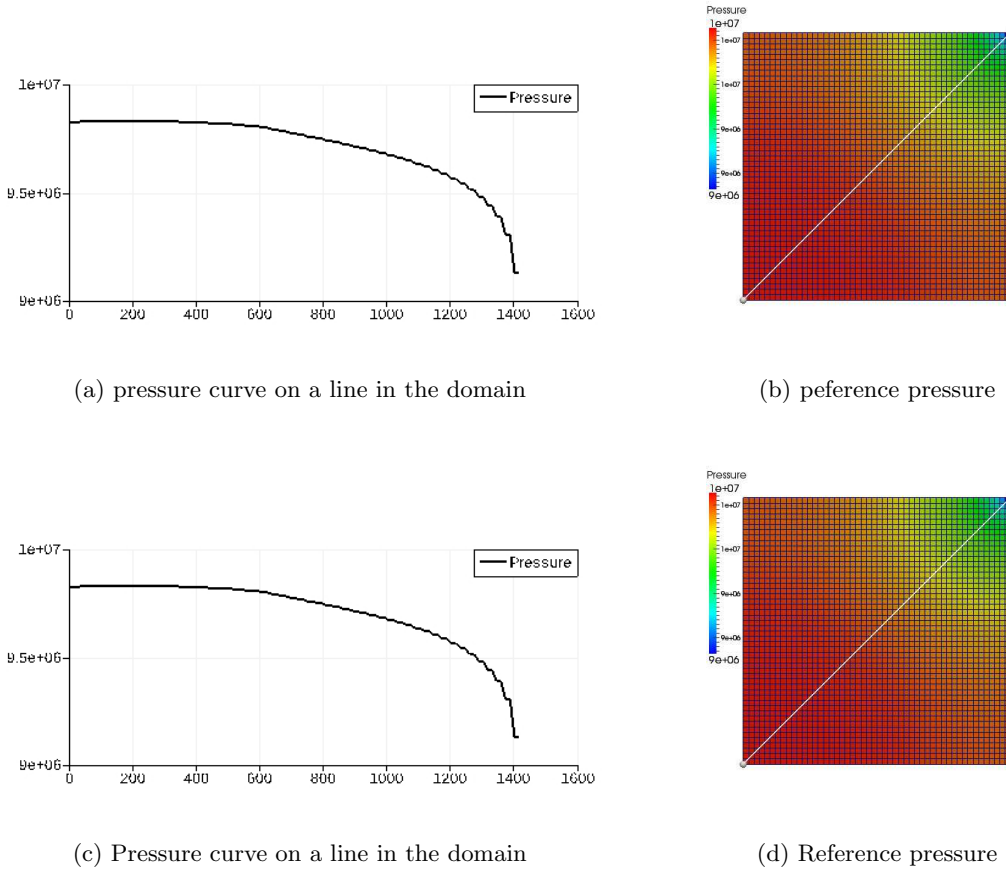 1e+07
Pressure
9.5e+06
9e+06
0 200 400 600 800 1000 1200 1400 1600
(a) pressure curve on a line in the domain
Pressure
1e+07
1e+07
1e+07
9e+06
9e+06
9e+06
(b) peference pressure
1e+07
Pressure
9.5e+06
9e+06
0 200 400 600 800 1000 1200 1400 1600
(c) Pressure curve on a line in the domain
Pressure
1e+07
1e+07
9e+06
9e+06
9e+06
(d) Reference pressure